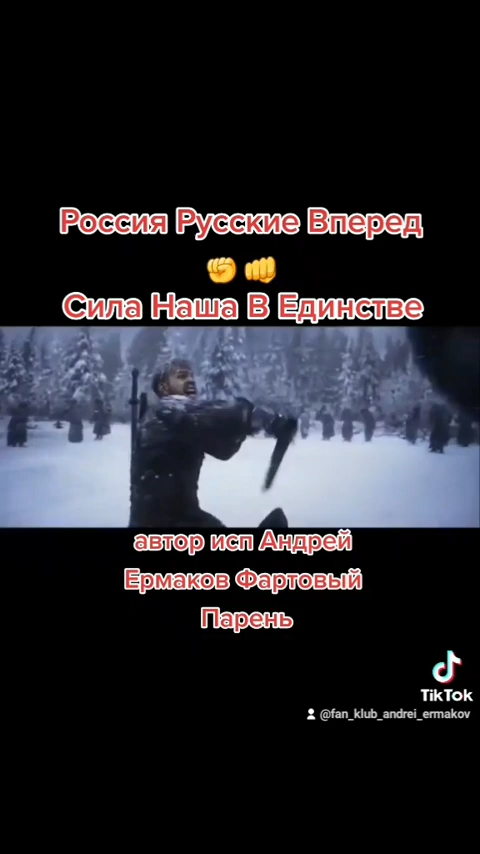 Россия Русские Вперед
✊👊
Сила Наша В Единстве
автор исп Андрей
Ермаков Фартовый
Парень
TikTok
@fan_klub_andrei_ermakov